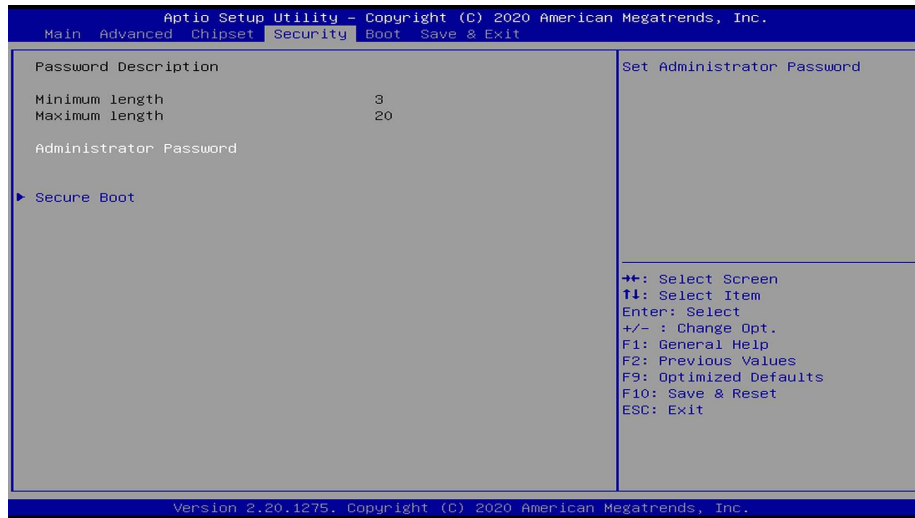 Aptio Setup Utility – Copyright (C) 2020 American Megatrends, Inc.
Main Advanced Chipset Security Boot Save & Exit
Password Description
Minimum length 3
Maximum length 20
Administrator Password
▶ Secure Boot
Set Administrator Password
→←: Select Screen
↑↓: Select Item
Enter: Select
+/- : Change Opt.
F1: General Help
F2: Previous Values
F9: Optimized Defaults
F10: Save & Reset
ESC: Exit
Version 2.20.1275. Copyright (C) 2020 American Megatrends, Inc.